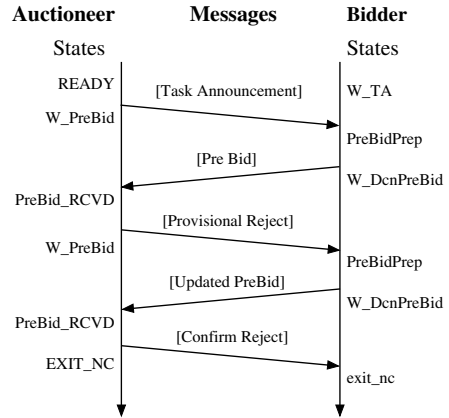 Auctioneer Messages Bidder
States States
READY
[Task Announcement]
W_TA
W_PreBid
PreBidPrep
[Pre Bid]
W_DcnPreBid
PreBid_RCVD
[Provisional Reject]
W_PreBid
PreBidPrep
[Updated PreBid]
W_DcnPreBid
PreBid_RCVD
[Confirm Reject]
EXIT_NC
exit_nc